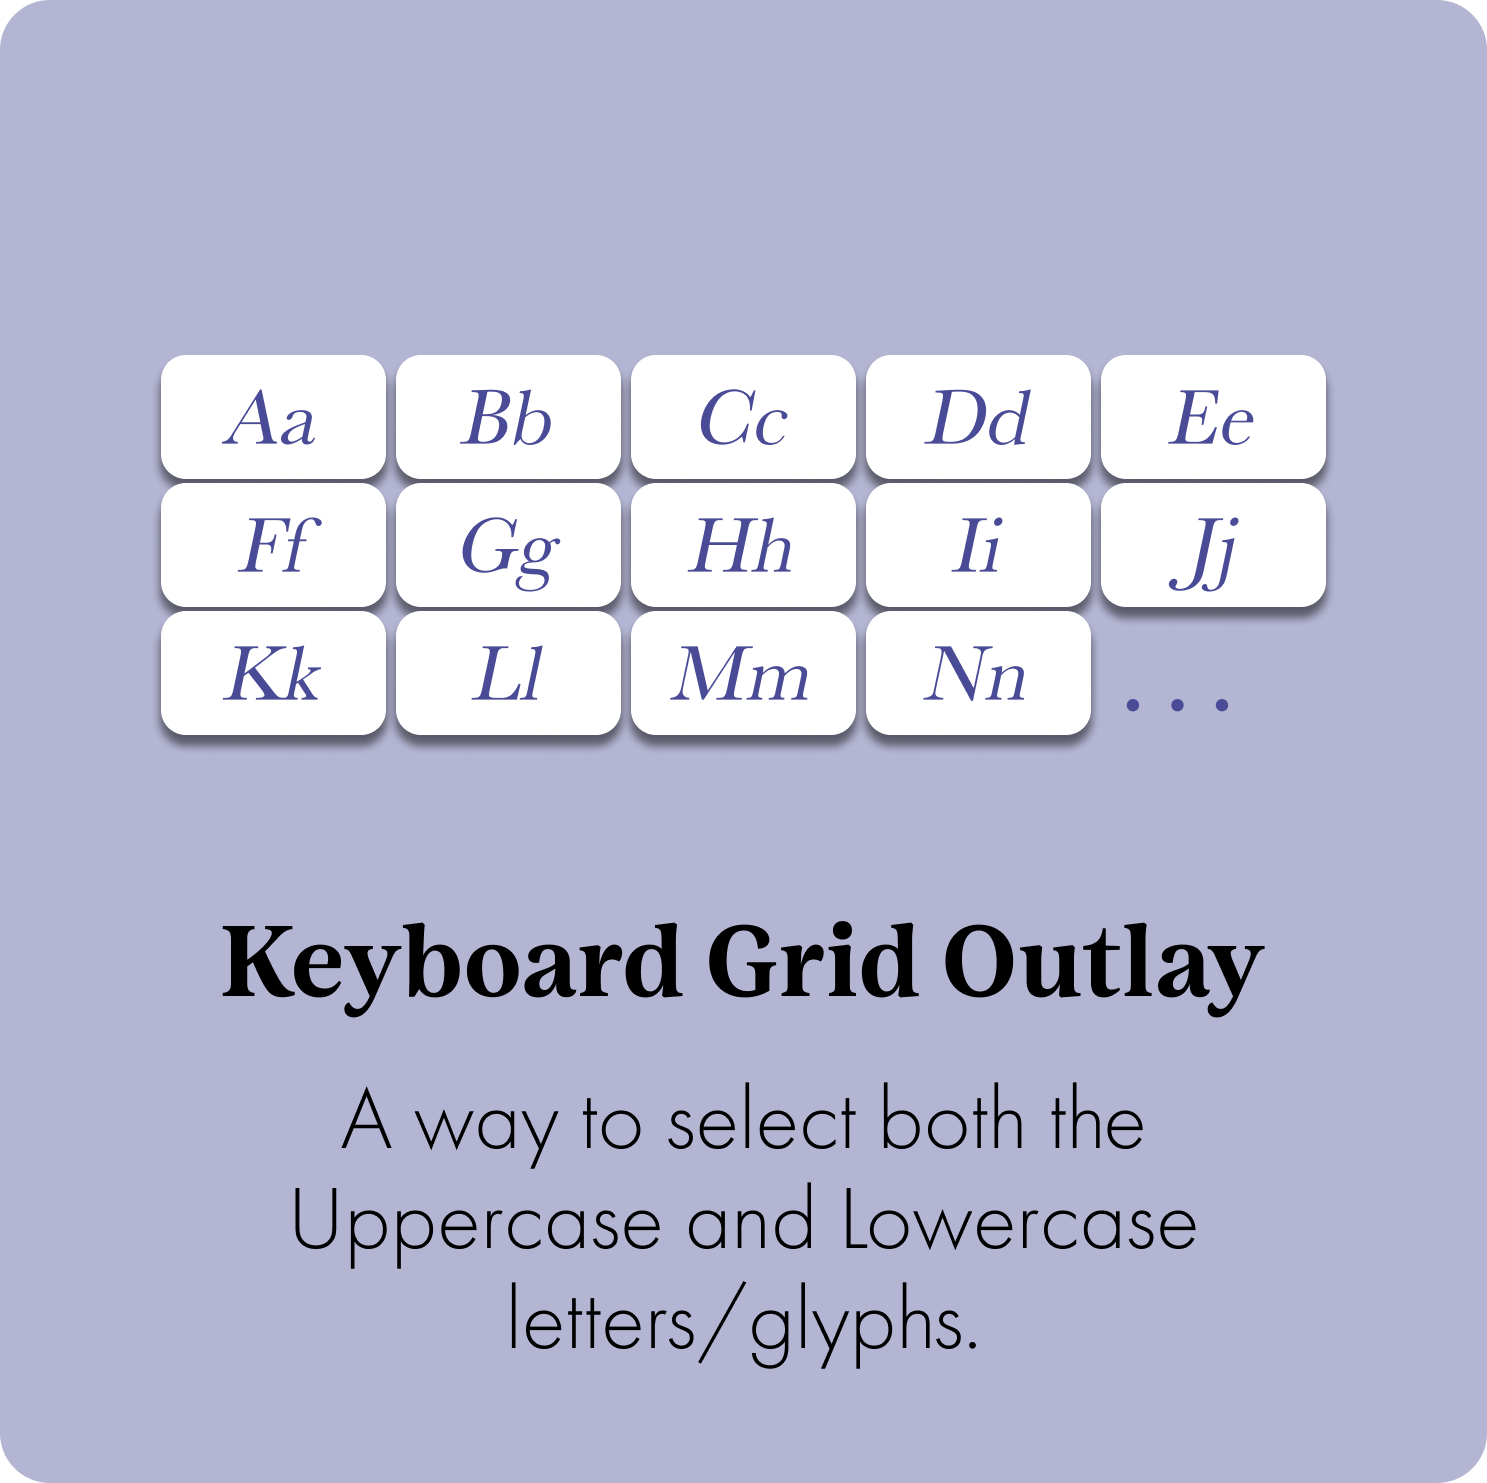 Aa Bb Cc Dd Ee
Ff Gg Hh Ii Jj
Kk Ll Mm Nn . . .
Keyboard Grid Outlay
A way to select both the
Uppercase and Lowercase
letters/glyphs.